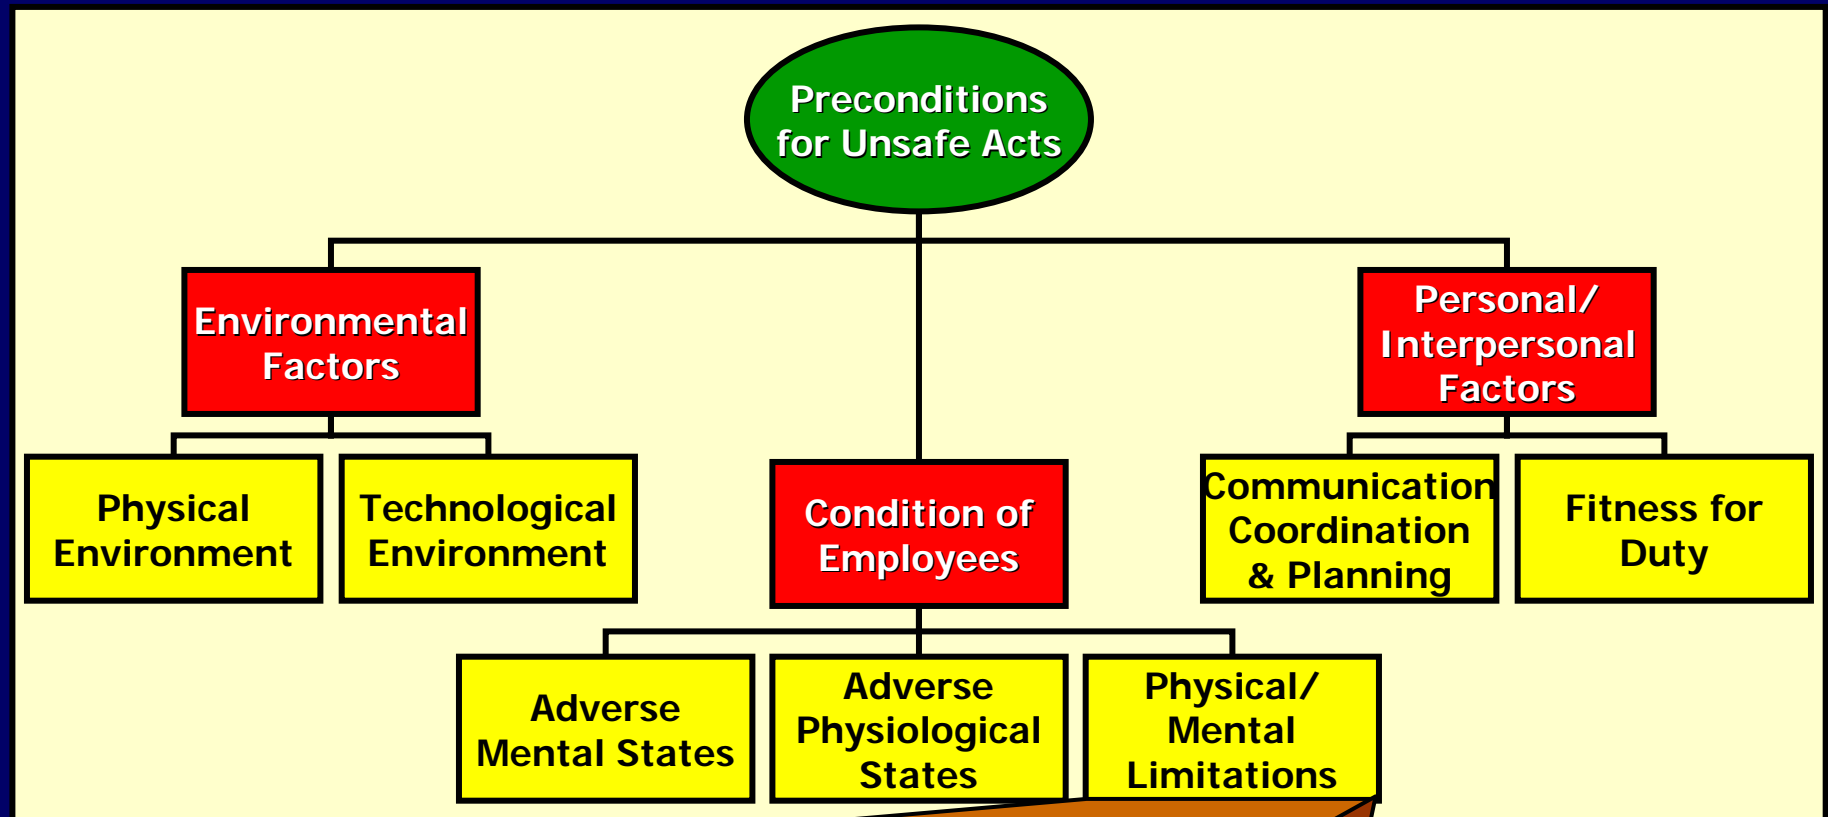 Preconditions
for Unsafe Acts
Environmental
Factors
Personal/
Interpersonal
Factors
Physical
Environment
Technological
Environment
Condition of
Employees
Communication
Coordination
& Planning
Fitness for
Duty
Adverse
Mental States
Adverse
Physiological
States
Physical/
Mental
Limitations